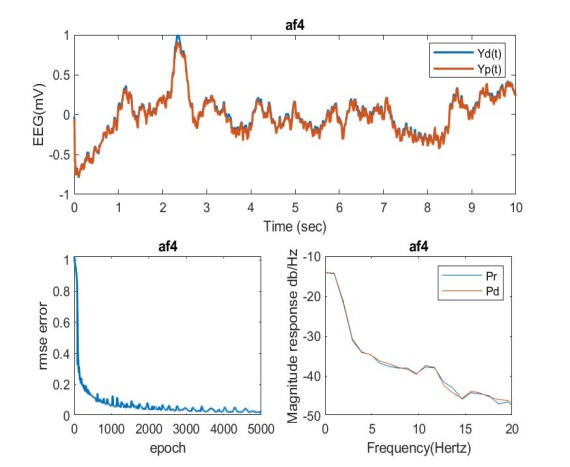 af4
1
0.5
0
-0.5
-1
EEG(mV)
Yd(t)
Yp(t)
0 1 2 3 4 5 6 7 8 9 10
Time (sec)
af4
1
0.8
0.6
0.4
0.2
0
rmse error
0 1000 2000 3000 4000 5000
epoch
af4
-10
-20
-30
-40
-50
Magnitude response db/Hz
Pr
Pd
0 5 10 15 20
Frequency(Hertz)